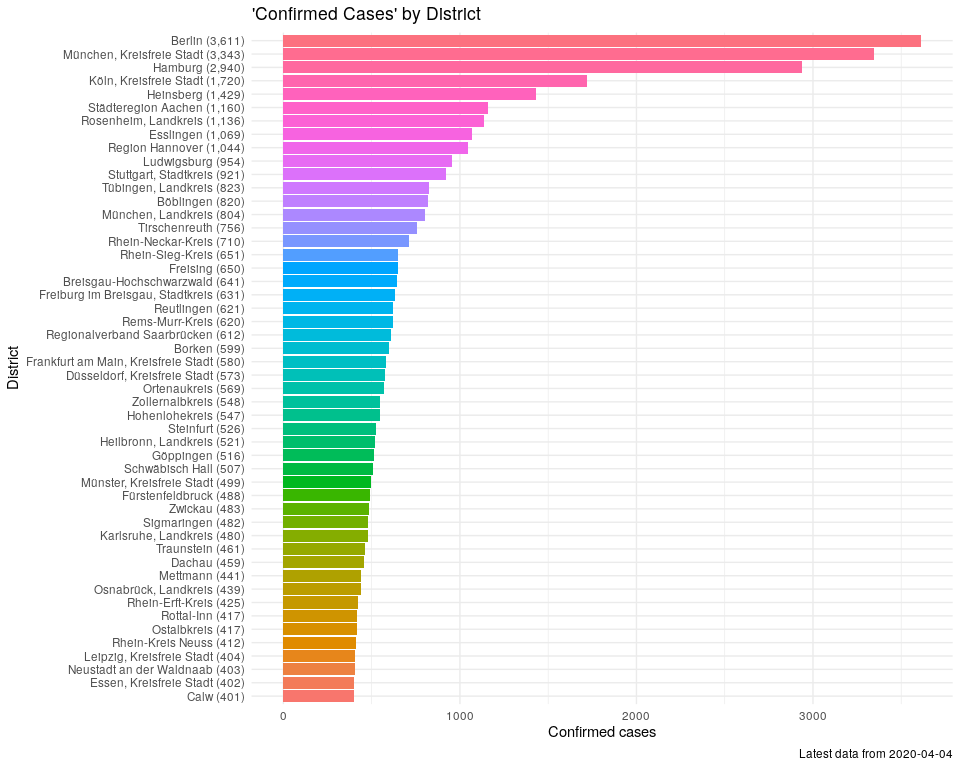 'Confirmed Cases' by District
Berlin (3,611)
München, Kreisfreie Stadt (3,343)
Hamburg (2,940)
Köln, Kreisfreie Stadt (1,720)
Heinsberg (1,429)
Städteregion Aachen (1,160)
Rosenheim, Landkreis (1,136)
Esslingen (1,069)
Region Hannover (1,044)
Ludwigsburg (954)
Stuttgart, Stadtkreis (921)
Tübingen, Landkreis (823)
Böblingen (820)
München, Landkreis (804)
Tirschenreuth (756)
Rhein-Neckar-Kreis (710)
Rhein-Sieg-Kreis (651)
Freising (650)
Breisgau-Hochschwarzwald (641)
Freiburg im Breisgau, Stadtkreis (631)
Reutlingen (621)
Rems-Murr-Kreis (620)
Regionalverband Saarbrücken (612)
Borken (599)
Frankfurt am Main, Kreisfreie Stadt (580)
Düsseldorf, Kreisfreie Stadt (573)
Ortenaukreis (569)
Zollernalbkreis (548)
Hohenlohekreis (547)
Steinfurt (526)
Heilbronn, Landkreis (521)
Göppingen (516)
Schwäbisch Hall (507)
Münster, Kreisfreie Stadt (499)
Fürstenfeldbruck (488)
Zwickau (483)
Sigmaringen (482)
Karlsruhe, Landkreis (480)
Traunstein (461)
Dachau (459)
Mettmann (441)
Osnabrück, Landkreis (439)
Rhein-Erft-Kreis (425)
Rottal-Inn (417)
Ostalbkreis (417)
Rhein-Kreis Neuss (412)
Leipzig, Kreisfreie Stadt (404)
Neustadt an der Waldnaab (403)
Essen, Kreisfreie Stadt (402)
Calw (401)
District
0 1000 2000 3000
Confirmed cases
Latest data from 2020-04-04